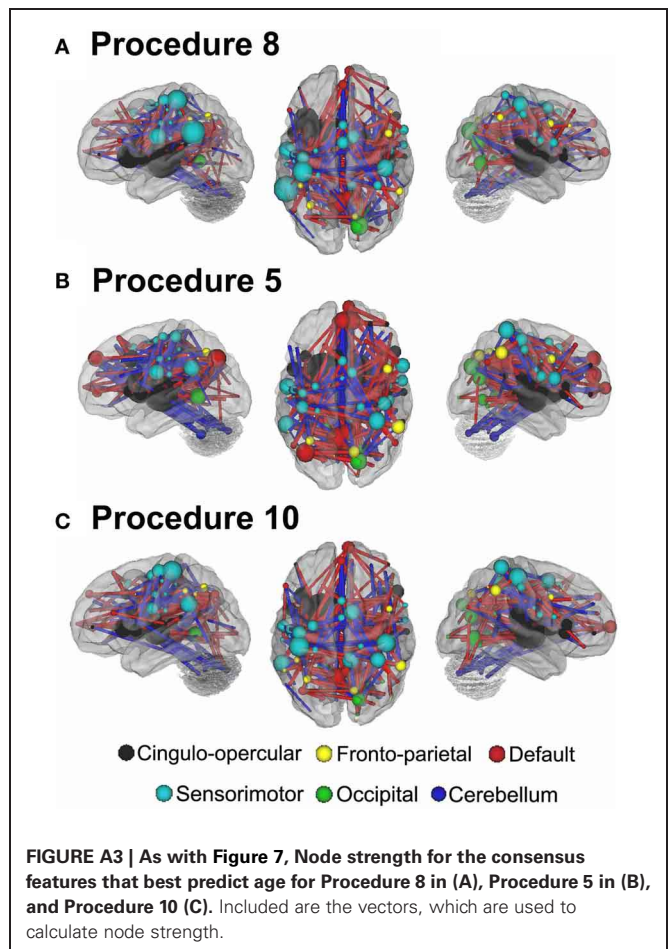 A Procedure 8
B Procedure 5
C Procedure 10
Cingulo-opercular Fronto-parietal Default
Sensorimotor Occipital Cerebellum
FIGURE A3 | As with Figure 7, Node strength for the consensus
features that best predict age for Procedure 8 in (A), Procedure 5 in (B),
and Procedure 10 (C). Included are the vectors, which are used to
calculate node strength.